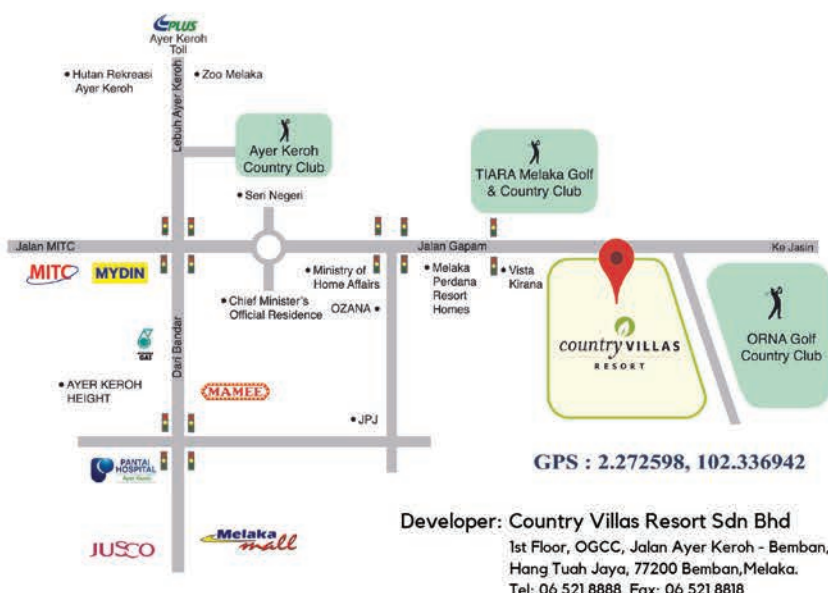 PLUS
Ayer Keroh
Toll
Hutan Rekreasi
Ayer Keroh
Zoo Melaka
Lebuh Ayer Keroh
Ayer Keroh
Country Club
TIARA Melaka Golf
& Country Club
Seri Negeri
Jalan MITC
Jalan Gapam
Ke Jasin
MITC
MYDIN
Ministry of
Home Affairs
Melaka
Perdana
Resort
Homes
Vista
Kirana
Chief Minister's
Official Residence
OZANA
Dari Bandar
GAS
country VILLAS
RESORT
ORNA Golf
Country Club
AYER KEROH
HEIGHT
MAMEE
JPJ
PANTAI
HOSPITAL
Ayer Keroh
GPS : 2.272598, 102.336942
JUSCO
Melaka
mall
Developer: Country Villas Resort Sdn Bhd
1st Floor, OGCC, Jalan Ayer Keroh - Bemban,
Hang Tuah Jaya, 77200 Bemban,Melaka.
Tel: 06 521 8888 Fax: 06 521 8818